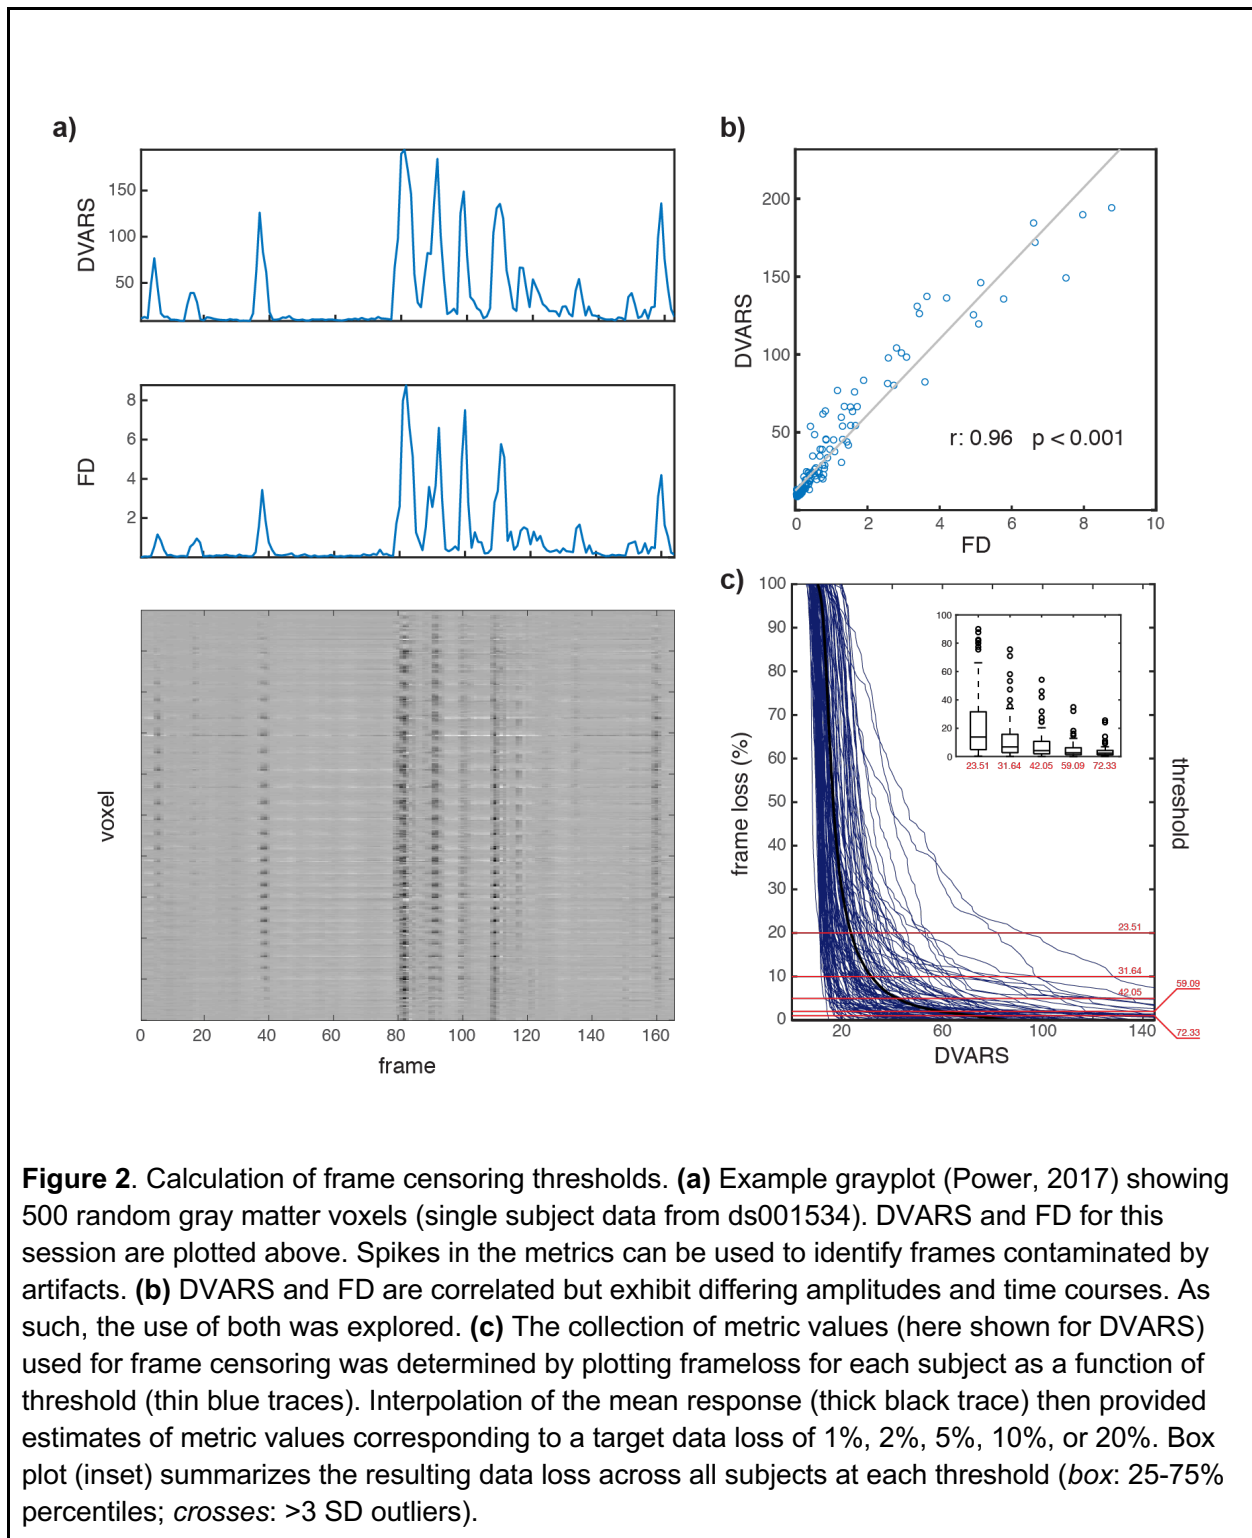 a)
150
100
50
DVARS
8
6
4
2
FD
voxel
0 20 40 60 80 100 120 140 160
frame
b)
200
150
100
50
DVARS
r: 0.96 p < 0.001
0 2 4 6 8 10
FD
c)
100
90
80
70
60
50
40
30
20
10
0
frame loss (%)
100
80
60
40
20
0
23.51 31.64 42.05 59.09 72.33
threshold
23.51
31.64
42.05
59.09
72.33
20 60 100 140
DVARS
Figure 2. Calculation of frame censoring thresholds. (a) Example grayplot (Power, 2017) showing
500 random gray matter voxels (single subject data from ds001534). DVARS and FD for this
session are plotted above. Spikes in the metrics can be used to identify frames contaminated by
artifacts. (b) DVARS and FD are correlated but exhibit differing amplitudes and time courses. As
such, the use of both was explored. (c) The collection of metric values (here shown for DVARS)
used for frame censoring was determined by plotting frameloss for each subject as a function of
threshold (thin blue traces). Interpolation of the mean response (thick black trace) then provided
estimates of metric values corresponding to a target data loss of 1%, 2%, 5%, 10%, or 20%. Box
plot (inset) summarizes the resulting data loss across all subjects at each threshold (box: 25-75%
percentiles; crosses: >3 SD outliers).